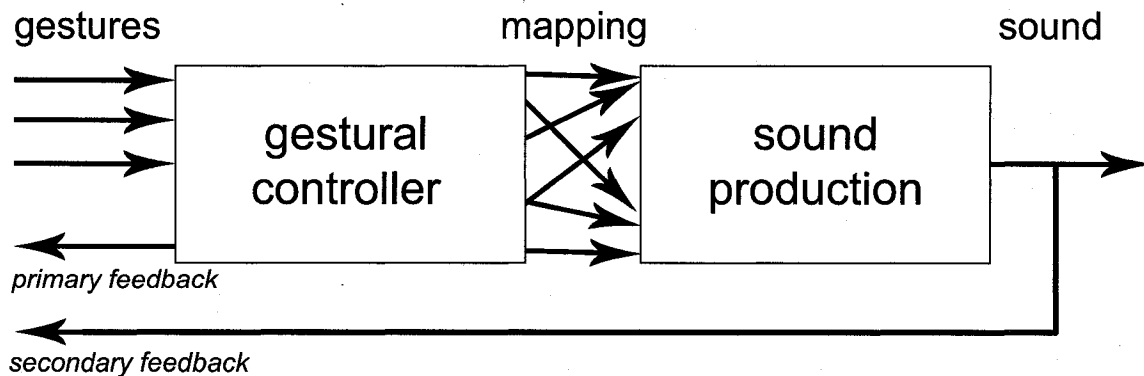 gestures
mapping
sound
gestural
controller
sound
production
primary feedback
secondary feedback